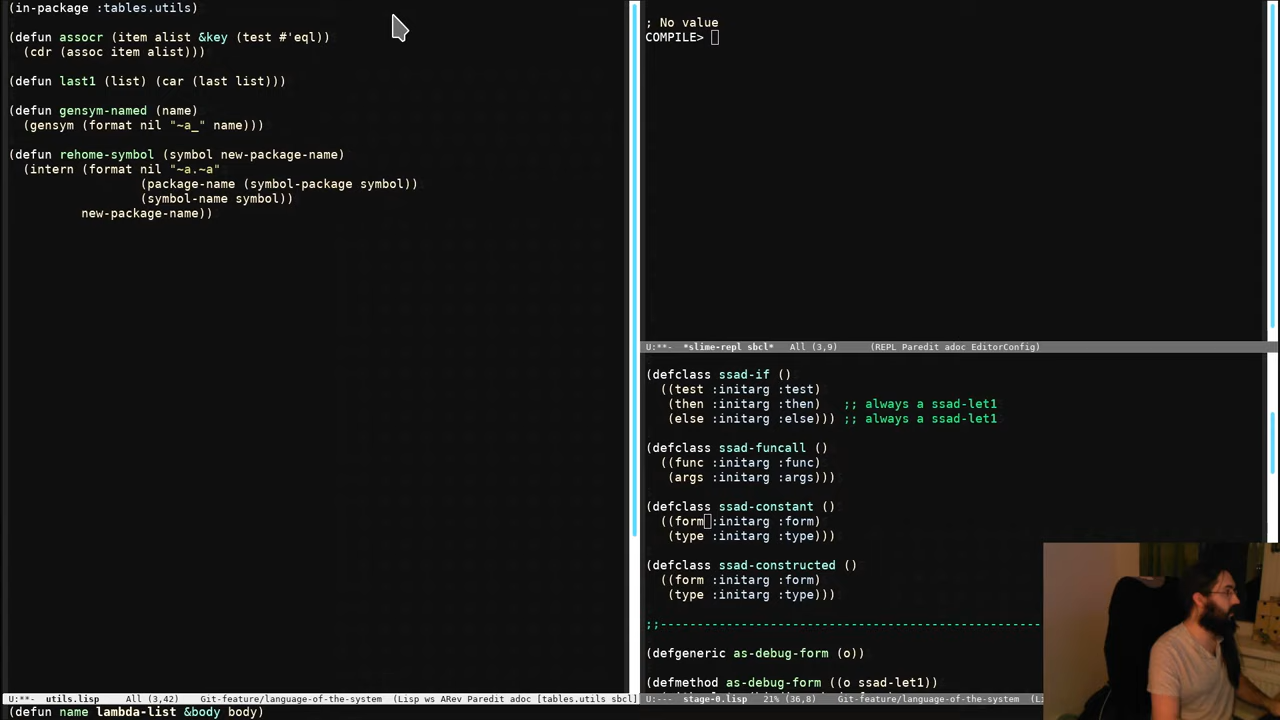 (in-package :tables.utils)
(defun assocr (item alist &key (test #'eql))
  (cdr (assoc item alist)))
(defun last1 (list) (car (last list)))
(defun gensym-named (name)
  (gensym (format nil "~a_" name)))
(defun rehome-symbol (symbol new-package-name)
  (intern (format nil "~a.~a"
                  (package-name (symbol-package symbol))
                  (symbol-name symbol))
          new-package-name))
U:**-  utils.lisp     All (3,42)     Git-feature/language-of-the-system  (Lisp ws ARev Paredit adoc [tables.utils sbcl]
(defun name lambda-list &body body)
; No value
COMPILE>
U:**-  *slime-repl sbcl*   All (3,9)     (REPL Paredit adoc EditorConfig)
(defclass ssad-if ()
  ((test :initarg :test)
   (then :initarg :then)   ;; always a ssad-let1
   (else :initarg :else))) ;; always a ssad-let1
(defclass ssad-funcall ()
  ((func :initarg :func)
   (args :initarg :args)))
(defclass ssad-constant ()
  ((form :initarg :form)
   (type :initarg :type)))
(defclass ssad-constructed ()
  ((form :initarg :form)
   (type :initarg :type)))
;;----------------------------------------------------
(defgeneric as-debug-form (o))
(defmethod as-debug-form ((o ssad-let1))
U:---  stage-0.lisp   21% (36,8)     Git-feature/language-of-the-system  (Li